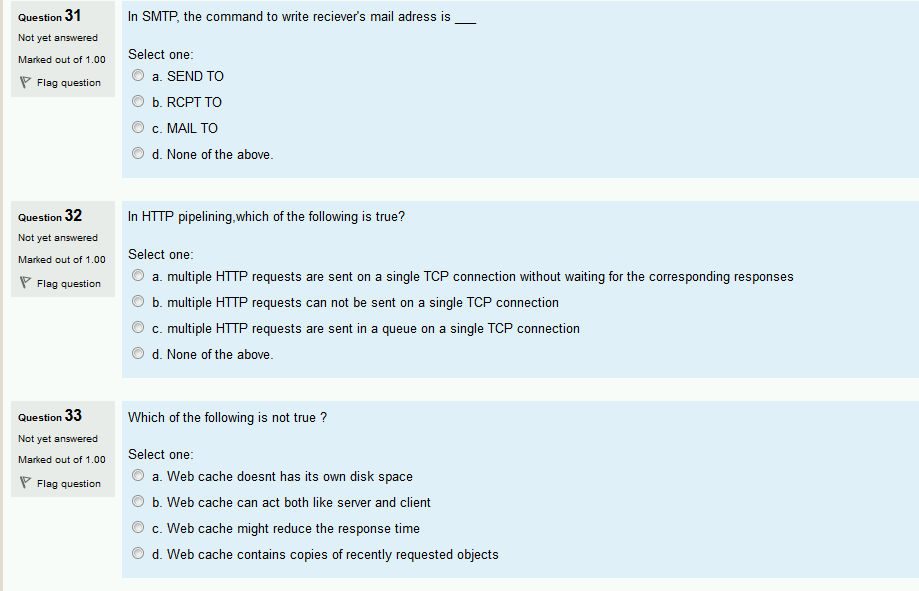 Question 31
Not yet answered
Marked out of 1.00
Flag question
In SMTP, the command to write reciever's mail adress is ___
Select one:
a. SEND TO
b. RCPT TO
c. MAIL TO
d. None of the above.
Question 32
Not yet answered
Marked out of 1.00
Flag question
In HTTP pipelining,which of the following is true?
Select one:
a. multiple HTTP requests are sent on a single TCP connection without waiting for the corresponding responses
b. multiple HTTP requests can not be sent on a single TCP connection
c. multiple HTTP requests are sent in a queue on a single TCP connection
d. None of the above.
Question 33
Not yet answered
Marked out of 1.00
Flag question
Which of the following is not true ?
Select one:
a. Web cache doesnt has its own disk space
b. Web cache can act both like server and client
c. Web cache might reduce the response time
d. Web cache contains copies of recently requested objects